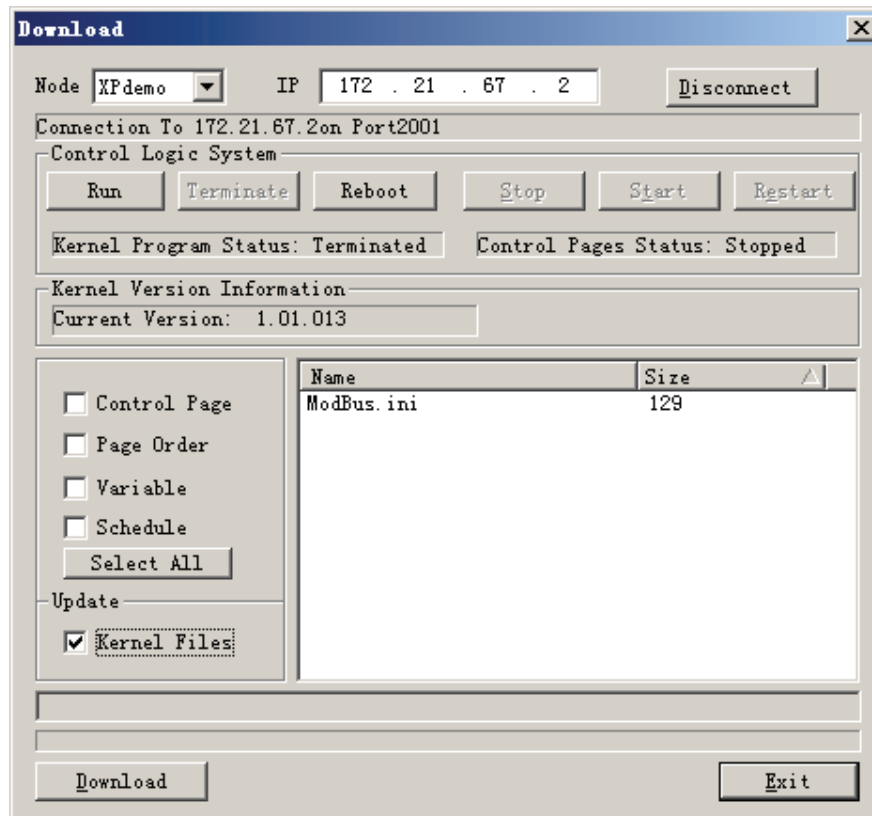 Download
Node XPdemo IP 172 . 21 . 67 . 2 Disconnect
Connection To 172.21.67.2on Port2001
Control Logic System
Run Terminate Reboot Stop Start Restart
Kernel Program Status: Terminated Control Pages Status: Stopped
Kernel Version Information
Current Version: 1.01.013
Name Size
ModBus.ini 129
Control Page
Page Order
Variable
Schedule
Select All
Update
Kernel Files
Download Exit